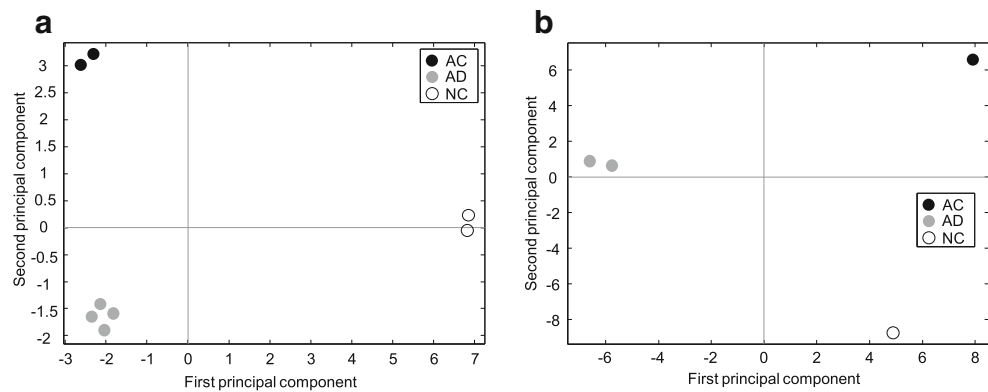 a
3
2.5
2
1.5
1
0.5
0
-0.5
-1
-1.5
-2
-3 -2 -1 0 1 2 3 4 5 6 7
Second principal component
First principal component
AC
AD
NC
b
6
4
2
0
-2
-4
-6
-8
-6 -4 -2 0 2 4 6 8
Second principal component
First principal component
AC
AD
NC